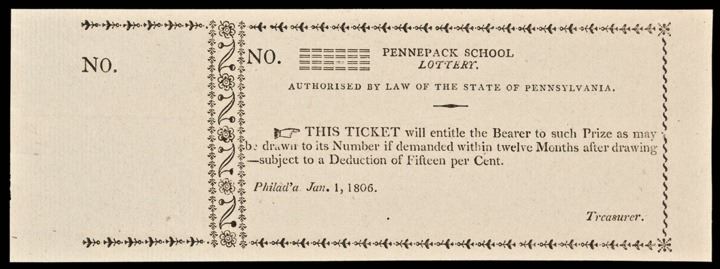 NO.
NO.
PENNEPACK SCHOOL
LOTTERY.
AUTHORISED BY LAW OF THE STATE OF PENNSYLVANIA.
THIS TICKET will entitle the Bearer to such Prize as may
be drawn to its Number if demanded within twelve Months after drawing
—subject to a Deduction of Fifteen per Cent.
Philad'a Jan. 1, 1806.
Treasurer.